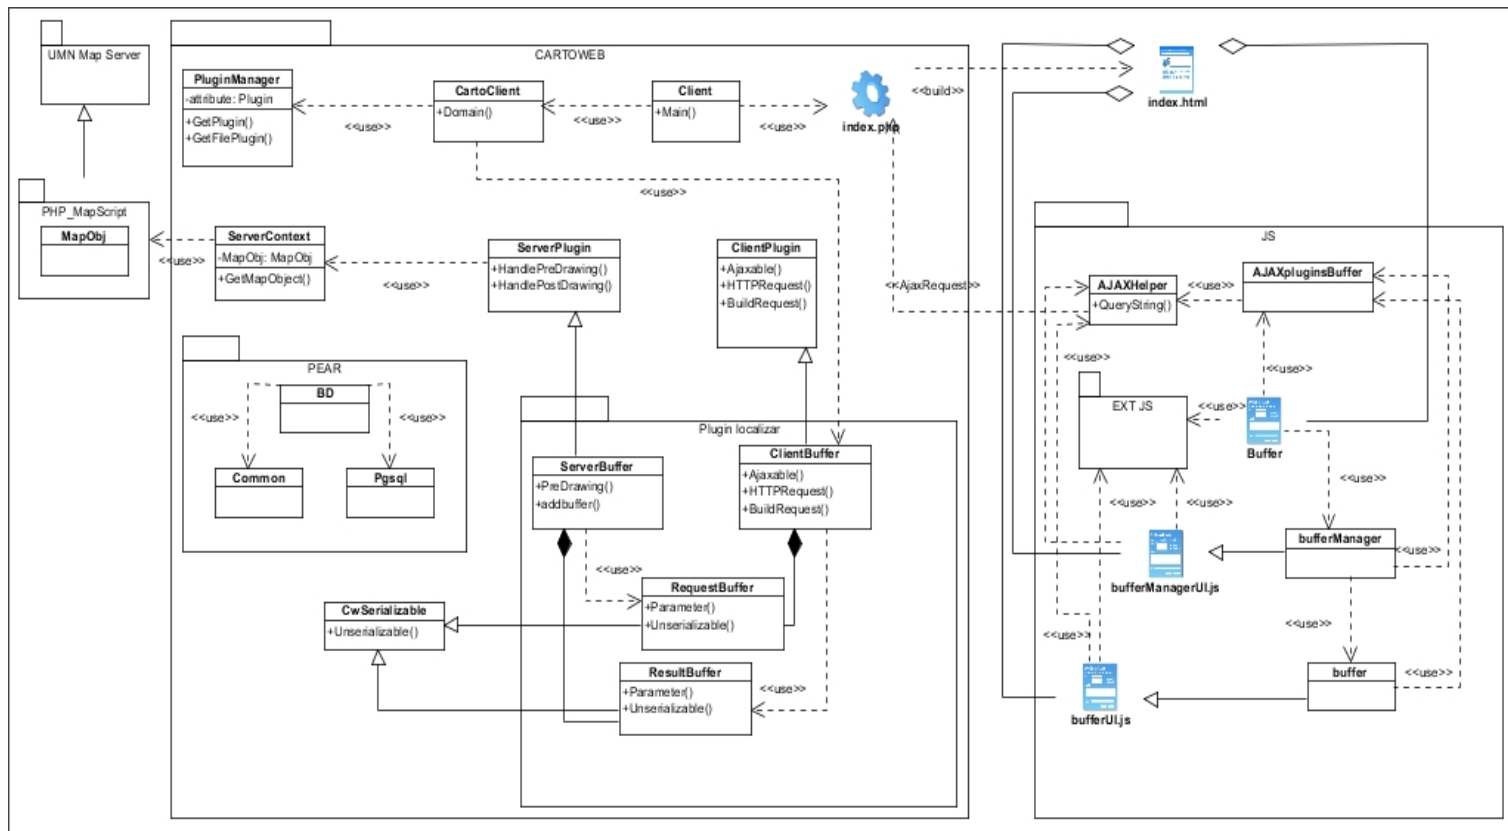 UMN Map Server
CARTOWEB
PluginManager
-attribute: Plugin
+GetPlugin()
+GetFilePlugin()
<<use>>
CartoClient
+Domain()
<<use>>
Client
+Main()
<<use>>
index.php
<<build>>
index.html
<<use>>
PHP_MapScript
MapObj
<<use>>
ServerContext
-MapObj: MapObj
+GetMapObject()
<<use>>
ServerPlugin
+HandlePreDrawing()
+HandlePostDrawing()
ClientPlugin
+Ajaxable()
+HTTPRequest()
+BuildRequest()
<<AjaxRequest>
JS
AJAXHelper
+QueryString()
<<use>>
AJAXpluginsBuffer
<<use>>
<<use>>
PEAR
BD
<<use>>
<<use>>
Common
Pgsql
EXT JS
<<use>>
Buffer
<<use>>
<<use>>
<<use>>
Plugin localizar
ServerBuffer
+PreDrawing()
+addbuffer()
ClientBuffer
+Ajaxable()
+HTTPRequest()
+BuildRequest()
<<use>>
RequestBuffer
+Parameter()
+Unserializable()
CwSerializable
+Unserializable()
ResultBuffer
+Parameter()
+Unserializable()
<<use>>
bufferManager
<<use>>
bufferManagerUI.js
<<use>>
<<use>>
buffer
<<use>>
bufferUI.js